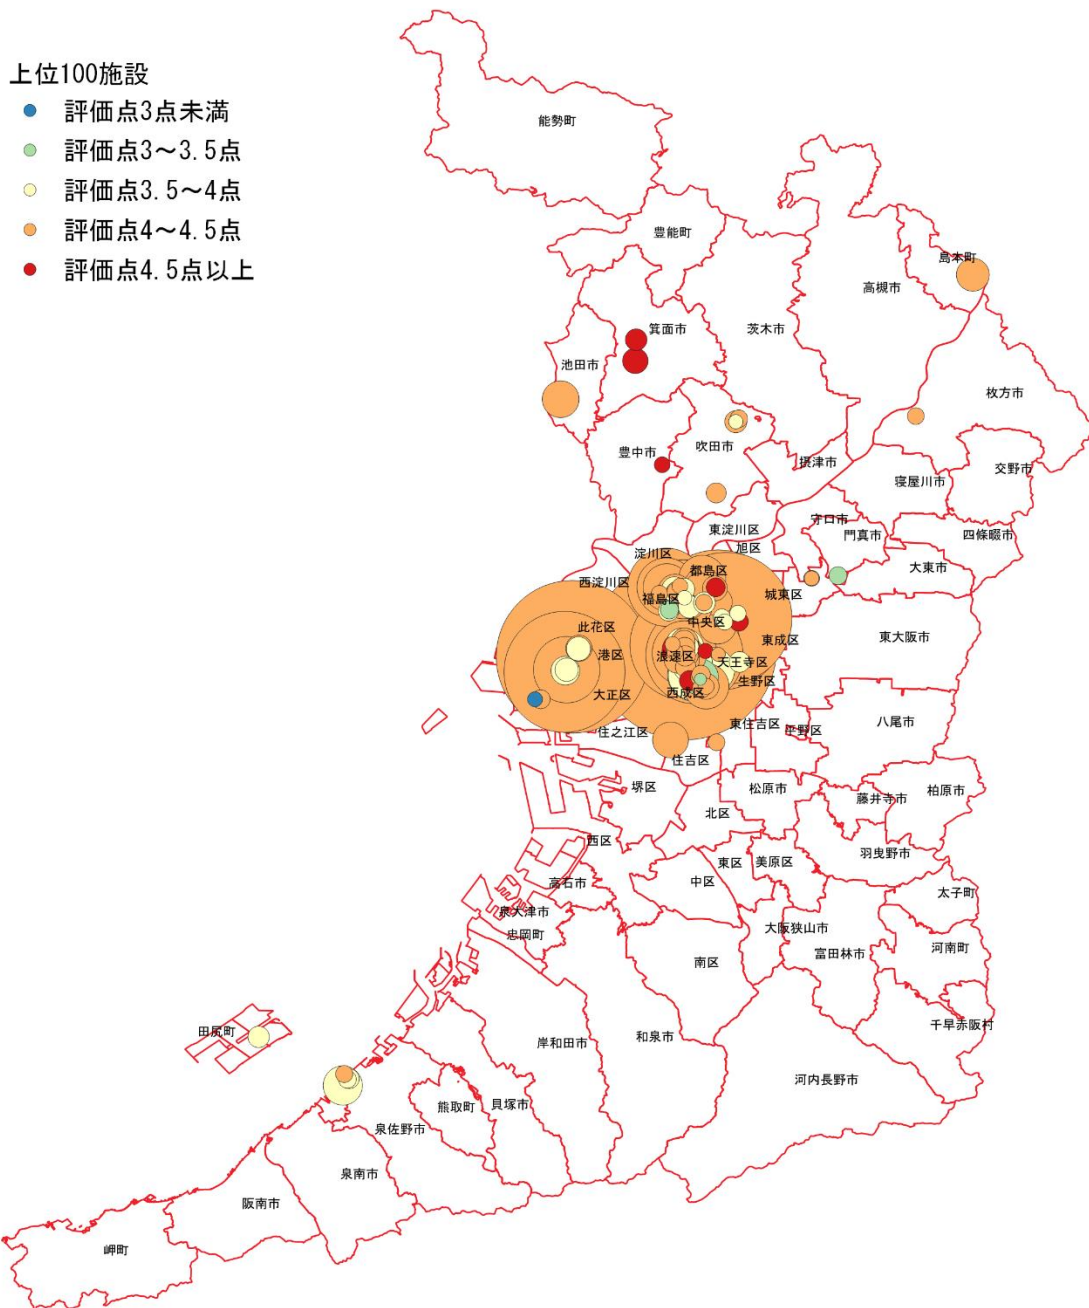 上位100施設
評価点3点未満
評価点3～3.5点
評価点3.5～4点
評価点4～4.5点
評価点4.5点以上
能勢町
豊能町
島本町
高槻市
箕面市
茨木市
池田市
枚方市
豊中市
吹田市
摂津市
交野市
寝屋川市
守口市
東淀川区
門真市
四條畷市
旭区
淀川区
大東市
都島区
西淀川区
城東区
福島区
中央区
此花区
東成区
東大阪市
港区
浪速区
天王寺区
生野区
大正区
西成区
東住吉区
八尾市
住之江区
平野区
住吉区
堺区
松原市
柏原市
藤井寺市
北区
西区
羽曳野市
東区
美原区
高石市
中区
太子町
泉大津市
大阪狭山市
忠岡町
河南町
富田林市
南区
千早赤阪村
田尻町
和泉市
岸和田市
河内長野市
貝塚市
熊取町
泉佐野市
泉南市
阪南市
岬町